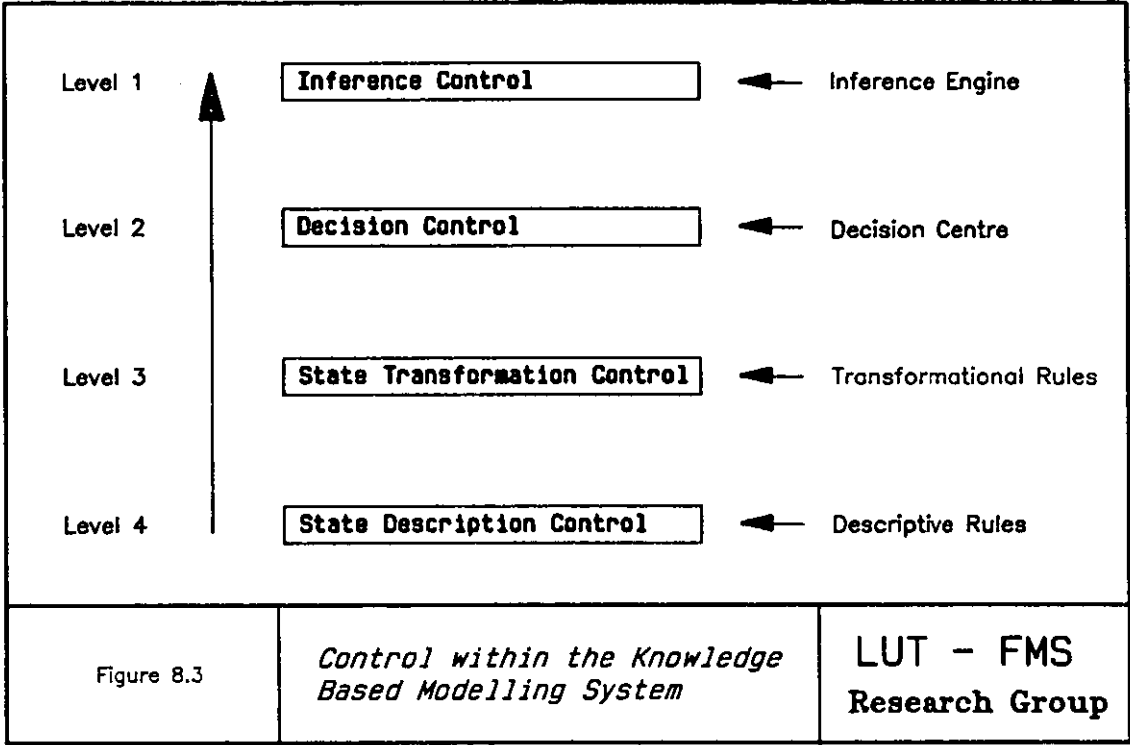 Level 1 Inference Control Inference Engine
Level 2 Decision Control Decision Centre
Level 3 State Transformation Control Transformational Rules
Level 4 State Description Control Descriptive Rules
Figure 8.3
Control within the Knowledge
Based Modelling System
LUT - FMS
Research Group